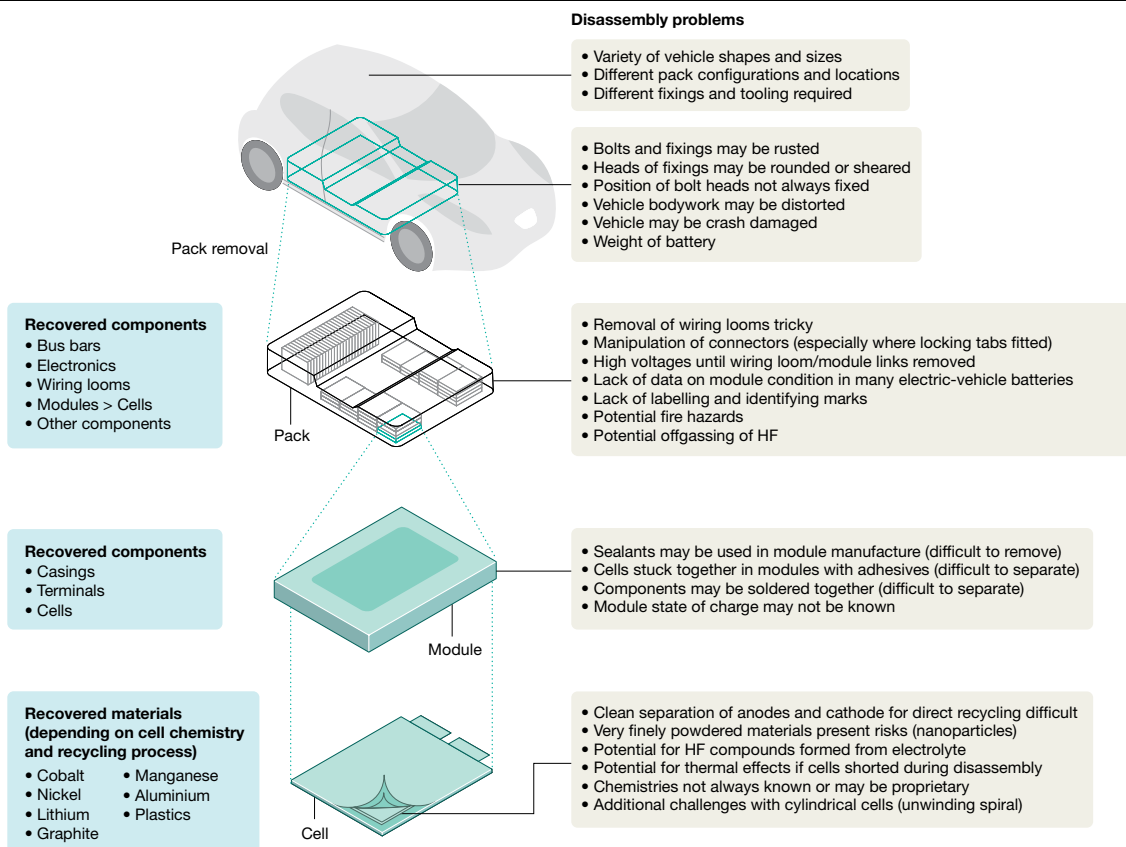 Disassembly problems
• Variety of vehicle shapes and sizes
• Different pack configurations and locations
• Different fixings and tooling required
• Bolts and fixings may be rusted
• Heads of fixings may be rounded or sheared
• Position of bolt heads not always fixed
• Vehicle bodywork may be distorted
• Vehicle may be crash damaged
• Weight of battery
Pack removal
Recovered components
• Bus bars
• Electronics
• Wiring looms
• Modules > Cells
• Other components
Pack
• Removal of wiring looms tricky
• Manipulation of connectors (especially where locking tabs fitted)
• High voltages until wiring loom/module links removed
• Lack of data on module condition in many electric-vehicle batteries
• Lack of labelling and identifying marks
• Potential fire hazards
• Potential offgassing of HF
Recovered components
• Casings
• Terminals
• Cells
Module
• Sealants may be used in module manufacture (difficult to remove)
• Cells stuck together in modules with adhesives (difficult to separate)
• Components may be soldered together (difficult to separate)
• Module state of charge may not be known
Recovered materials
(depending on cell chemistry
and recycling process)
• Cobalt
• Nickel
• Lithium
• Graphite
• Manganese
• Aluminium
• Plastics
Cell
• Clean separation of anodes and cathode for direct recycling difficult
• Very finely powdered materials present risks (nanoparticles)
• Potential for HF compounds formed from electrolyte
• Potential for thermal effects if cells shorted during disassembly
• Chemistries not always known or may be proprietary
• Additional challenges with cylindrical cells (unwinding spiral)